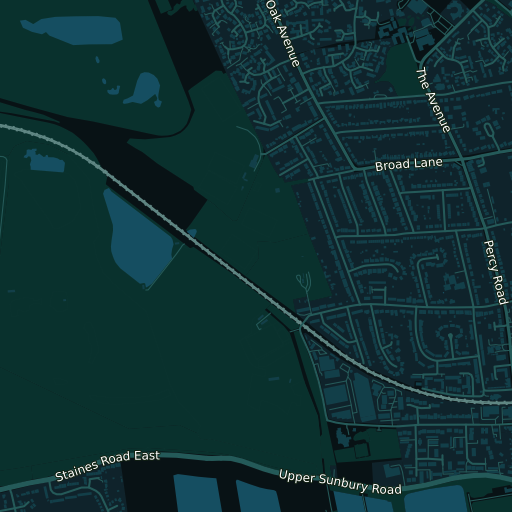 Oak Avenue
The Avenue
Broad Lane
Percy Road
Staines Road East
Upper Sunbury Road